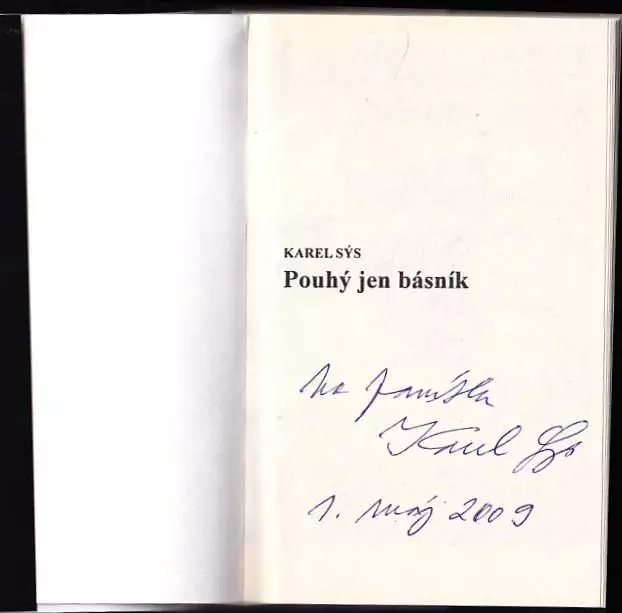 KAREL SÝS
Pouhý jen básník
Na památku
Karel Sýs
1. máj 2009